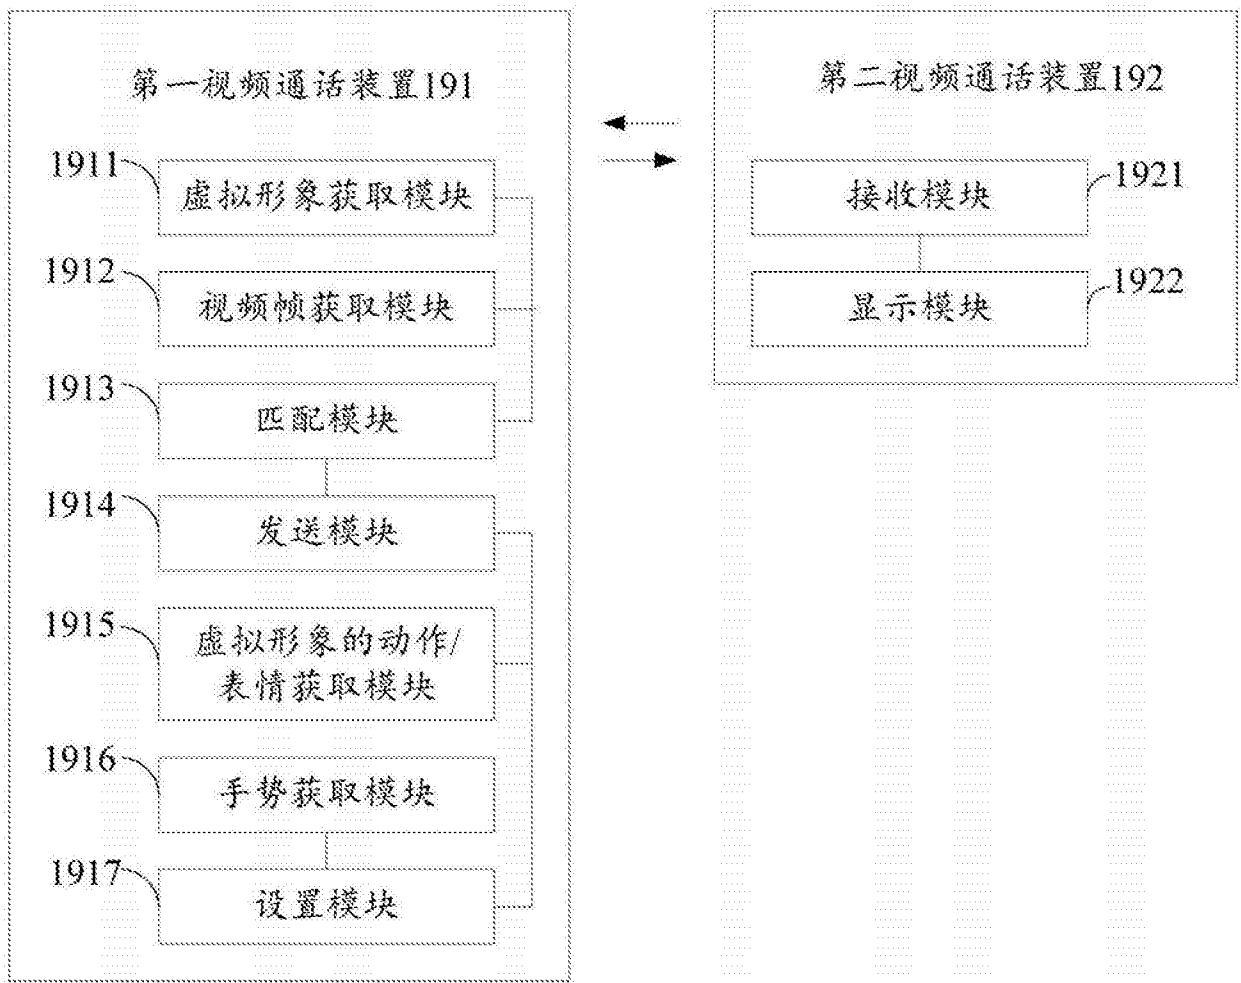 第一视频通话装置191
1911
虚拟形象获取模块
1912
视频帧获取模块
1913
匹配模块
1914
发送模块
1915
虚拟形象的动作/
表情获取模块
1916
手势获取模块
1917
设置模块
第二视频通话装置192
接收模块
1921
显示模块
1922